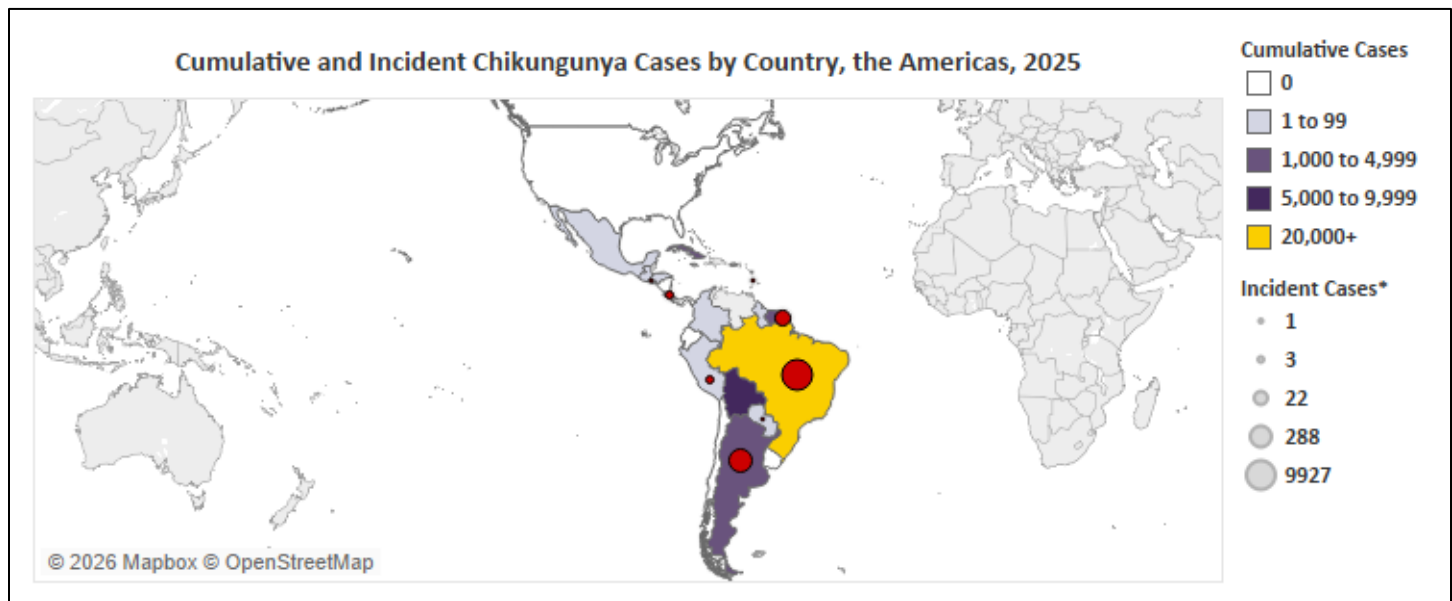 Cumulative and Incident Chikungunya Cases by Country, the Americas, 2025
Cumulative Cases
0
1 to 99
1,000 to 4,999
5,000 to 9,999
20,000+
Incident Cases*
1
3
22
288
9927
© 2026 Mapbox © OpenStreetMap